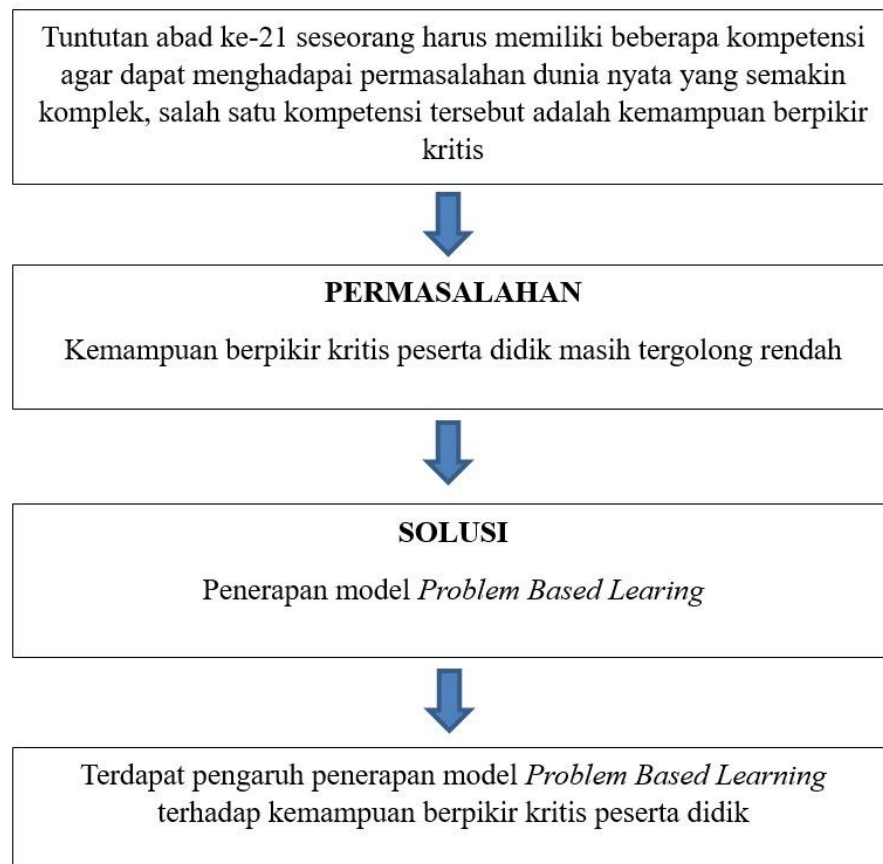 Tuntutan abad ke-21 seseorang harus memiliki beberapa kompetensi
agar dapat menghadapai permasalahan dunia nyata yang semakin
komplek, salah satu kompetensi tersebut adalah kemampuan berpikir
kritis
PERMASALAHAN
Kemampuan berpikir kritis peserta didik masih tergolong rendah
SOLUSI
Penerapan model Problem Based Learing
Terdapat pengaruh penerapan model Problem Based Learning
terhadap kemampuan berpikir kritis peserta didik